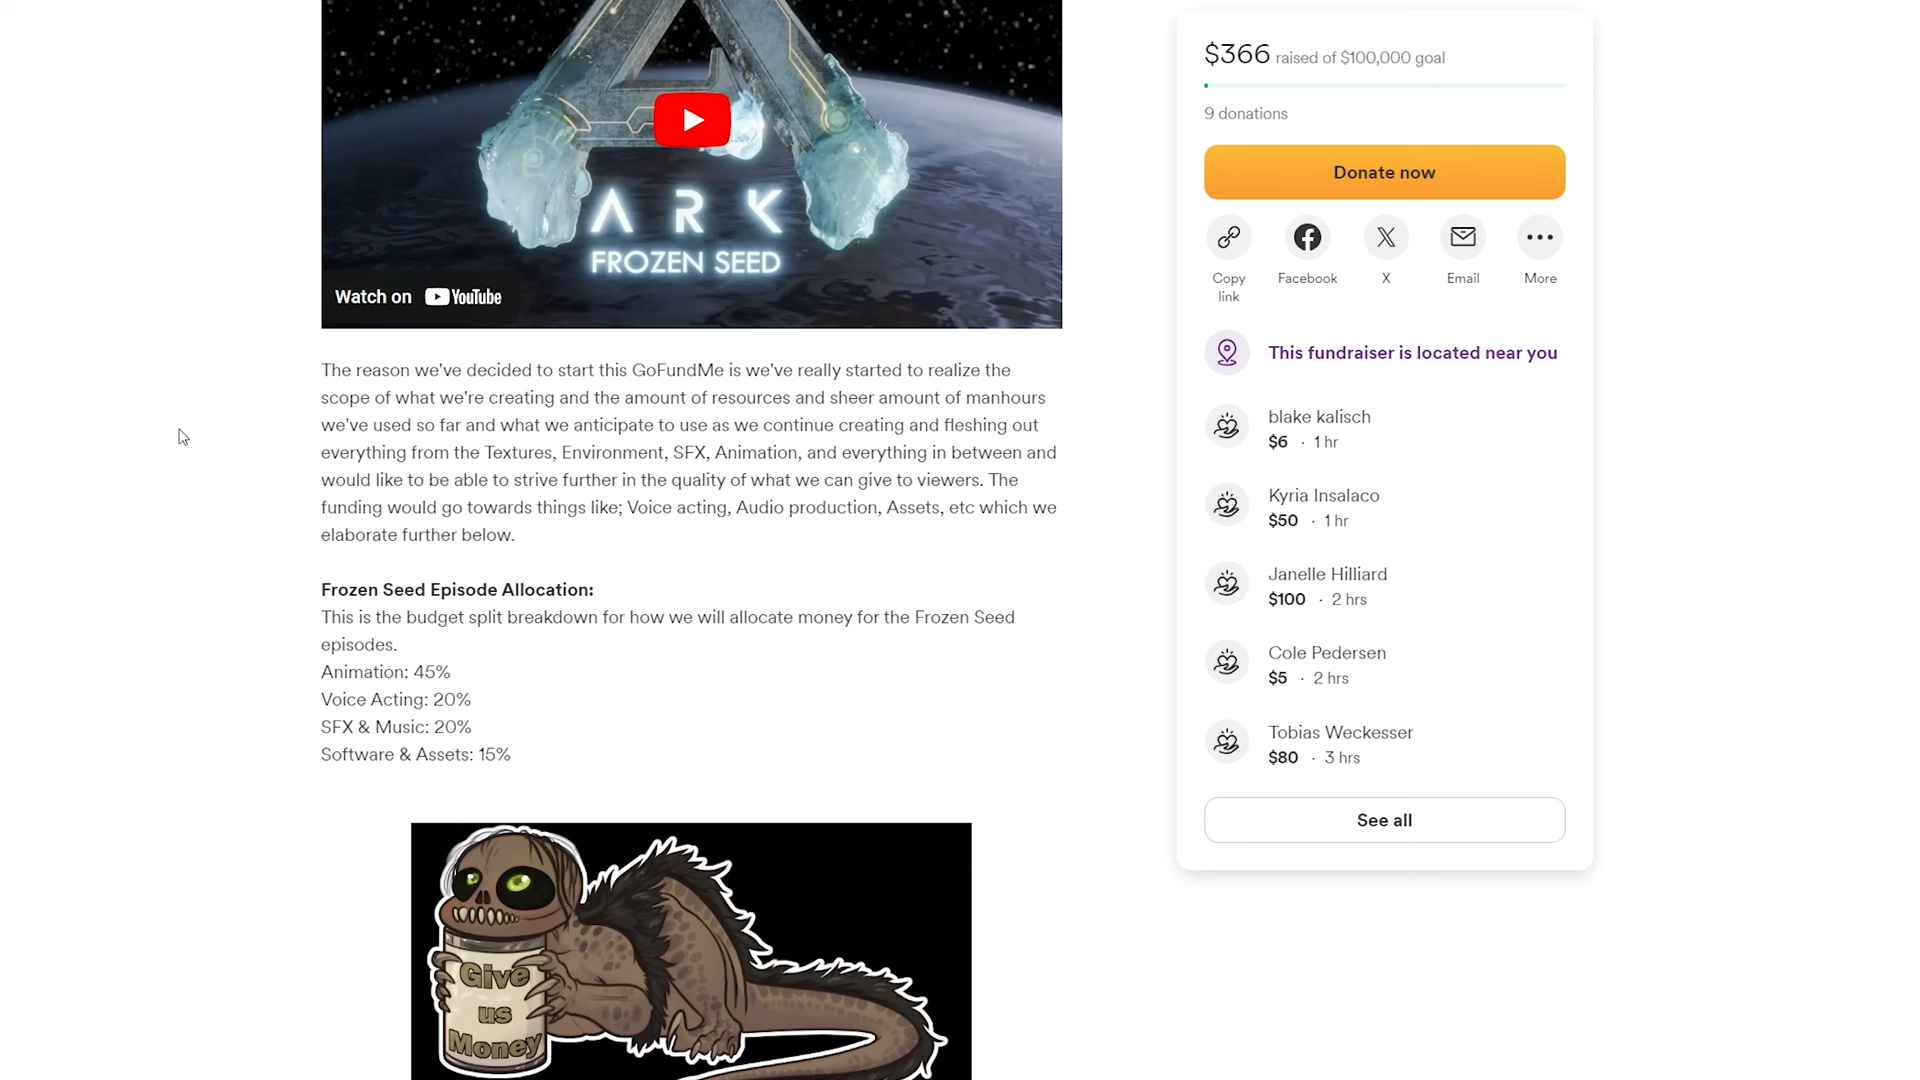 ARK
FROZEN SEED
Watch on YouTube
The reason we've decided to start this GoFundMe is we've really started to realize the
scope of what we're creating and the amount of resources and sheer amount of manhours
we've used so far and what we anticipate to use as we continue creating and fleshing out
everything from the Textures, Environment, SFX, Animation, and everything in between and
would like to be able to strive further in the quality of what we can give to viewers. The
funding would go towards things like; Voice acting, Audio production, Assets, etc which we
elaborate further below.
Frozen Seed Episode Allocation:
This is the budget split breakdown for how we will allocate money for the Frozen Seed
episodes.
Animation: 45%
Voice Acting: 20%
SFX & Music: 20%
Software & Assets: 15%
Give
us
Money
$366 raised of $100,000 goal
9 donations
Donate now
Copy link
Facebook
X
Email
More
This fundraiser is located near you
blake kalisch
$6 · 1 hr
Kyria Insalaco
$50 · 1 hr
Janelle Hilliard
$100 · 2 hrs
Cole Pedersen
$5 · 2 hrs
Tobias Weckesser
$80 · 3 hrs
See all